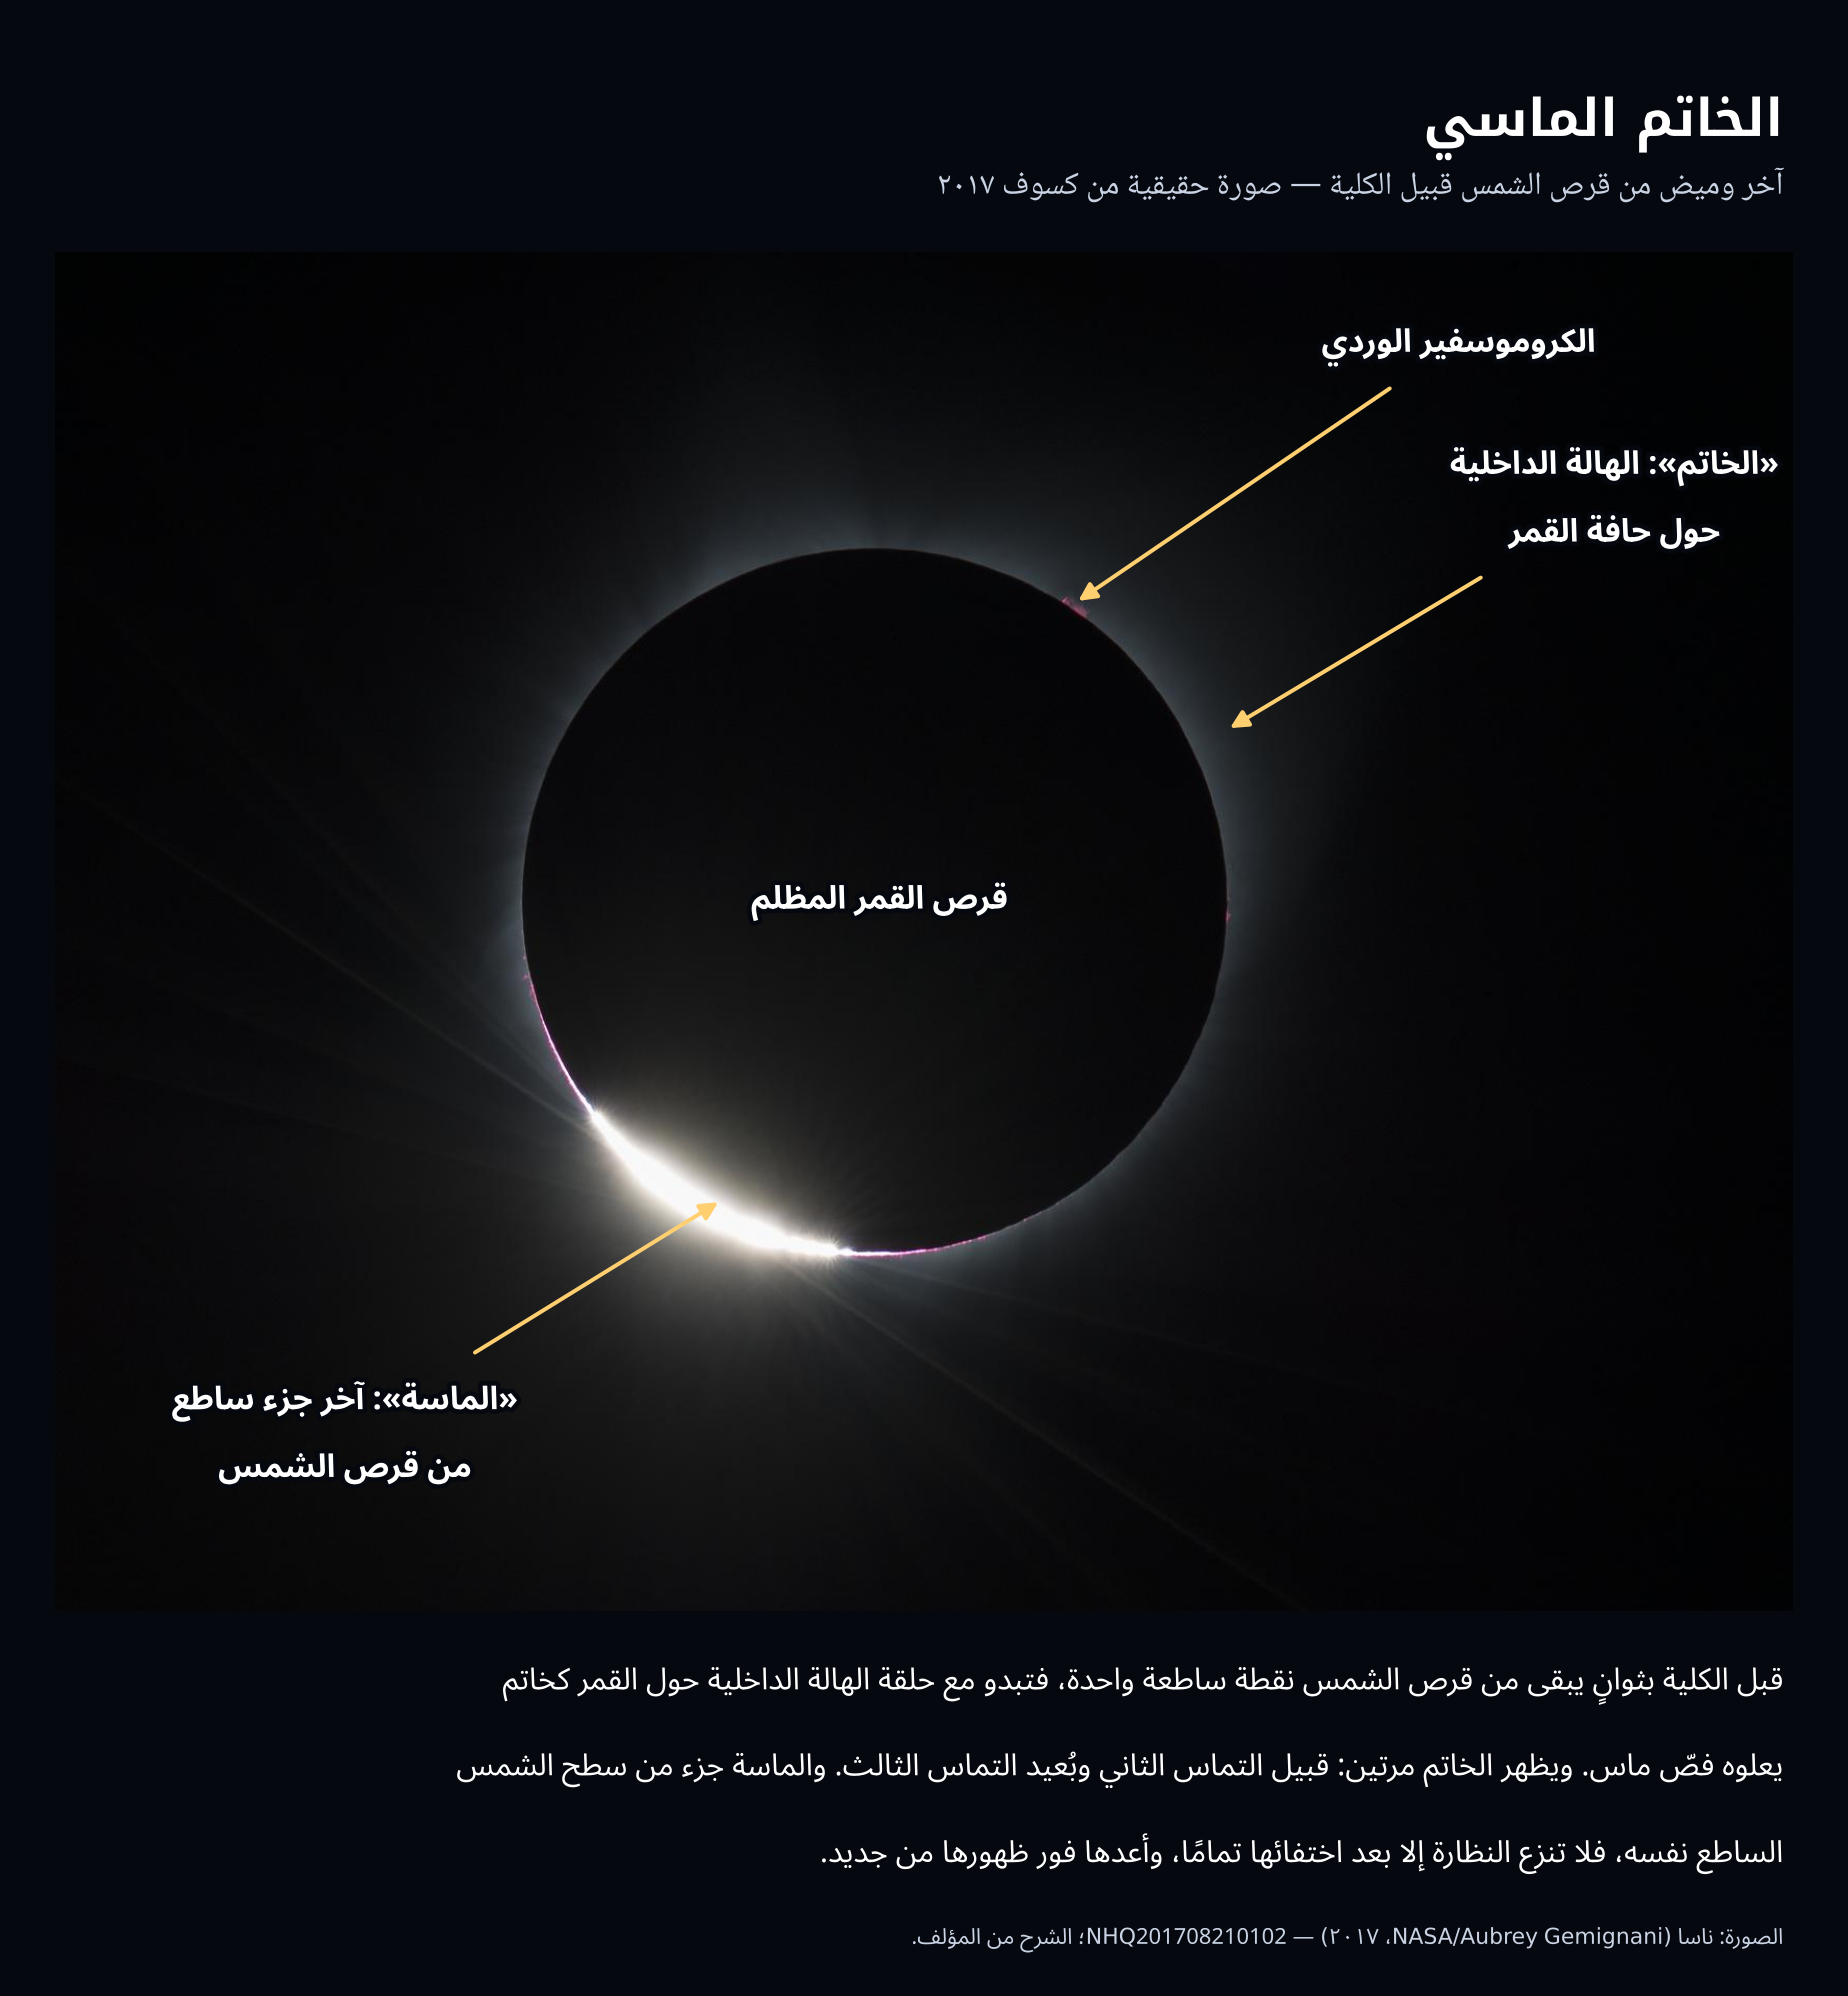 الخاتم الماسي
آخر وميض من قرص الشمس قبيل الكلية — صورة حقيقية من كسوف ٢٠١٧
الكروموسفير الوردي
«الخاتم»: الهالة الداخلية
حول حافة القمر
قرص القمر المظلم
«الماسة»: آخر جزء ساطع
من قرص الشمس
قبل الكلية بثوانٍ يبقى من قرص الشمس نقطة ساطعة واحدة، فتبدو مع حلقة الهالة الداخلية حول القمر كخاتم
يعلوه فصّ ماس. ويظهر الخاتم مرتين: قبيل التماس الثاني وبُعيد التماس الثالث. والماسة جزء من سطح الشمس
الساطع نفسه، فلا تنزع النظارة إلا بعد اختفائها تمامًا، وأعدها فور ظهورها من جديد.
الصورة: ناسا (NASA/Aubrey Gemignani، ٢٠١٧) — NHQ201708210102؛ الشرح من المؤلف.